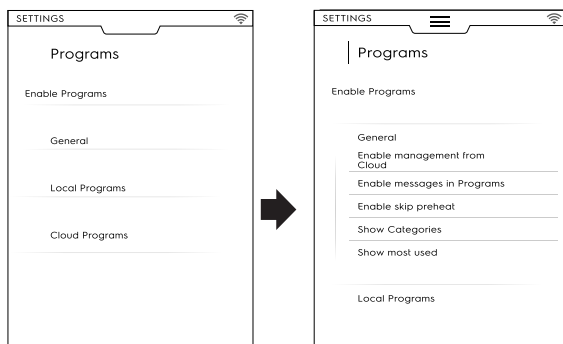 SETTINGS
Programs
Enable Programs
General
Local Programs
Cloud Programs
SETTINGS
Programs
Enable Programs
General
Enable management from
Cloud
Enable messages in Programs
Enable skip preheat
Show Categories
Show most used
Local Programs